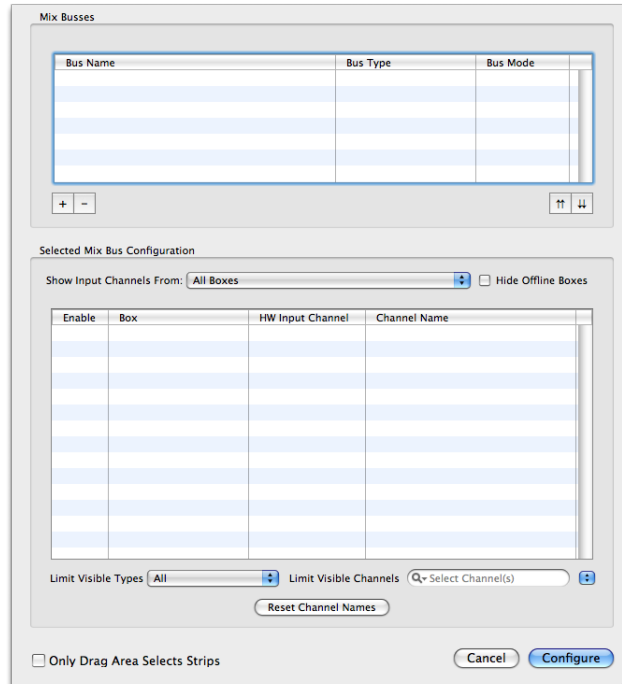 Mix Busses
Bus Name Bus Type Bus Mode
+ -
Selected Mix Bus Configuration
Show Input Channels From: All Boxes Hide Offline Boxes
Enable Box HW Input Channel Channel Name
Limit Visible Types All Limit Visible Channels Select Channel(s)
Reset Channel Names
Only Drag Area Selects Strips Cancel Configure